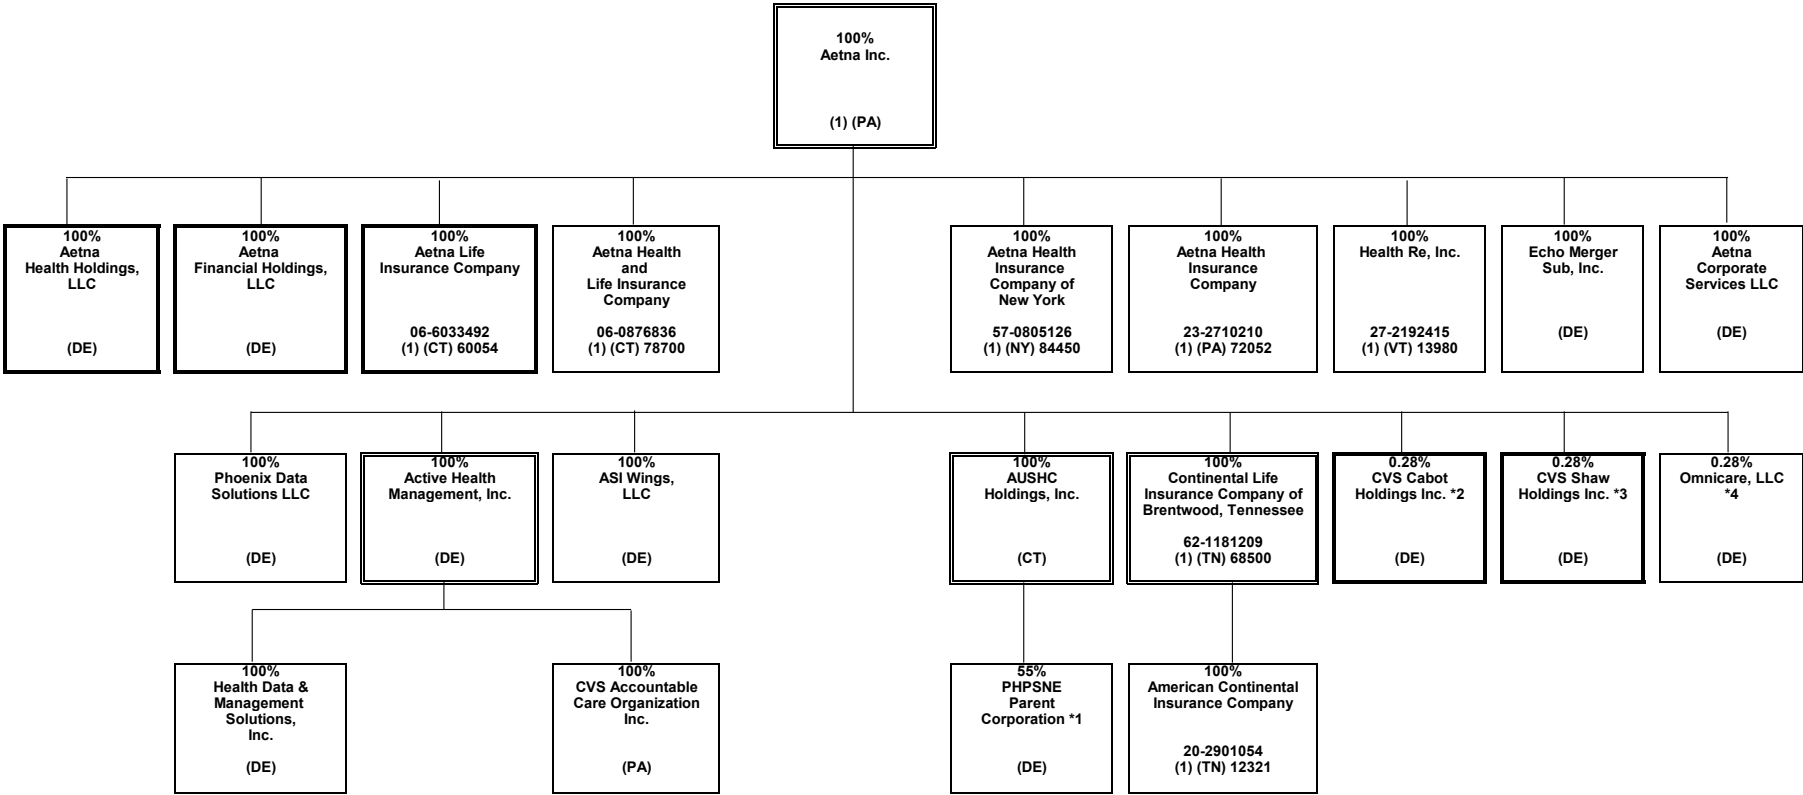 100%
Aetna Inc.
(1) (PA)
100%
Aetna
Health Holdings,
LLC
(DE)
100%
Aetna
Financial Holdings,
LLC
(DE)
100%
Aetna Life
Insurance Company
06-6033492
(1) (CT) 60054
100%
Aetna Health
and
Life Insurance
Company
06-0876836
(1) (CT) 78700
100%
Aetna Health
Insurance
Company of
New York
57-0805126
(1) (NY) 84450
100%
Aetna Health
Insurance
Company
23-2710210
(1) (PA) 72052
100%
Health Re, Inc.
27-2192415
(1) (VT) 13980
100%
Echo Merger
Sub, Inc.
(DE)
100%
Aetna
Corporate
Services LLC
(DE)
100%
Phoenix Data
Solutions LLC
(DE)
100%
Active Health
Management, Inc.
(DE)
100%
ASI Wings,
LLC
(DE)
100%
AUSHC
Holdings, Inc.
(CT)
100%
Continental Life
Insurance Company of
Brentwood, Tennessee
62-1181209
(1) (TN) 68500
0.28%
CVS Cabot
Holdings Inc. *2
(DE)
0.28%
CVS Shaw
Holdings Inc. *3
(DE)
0.28%
Omnicare, LLC
*4
(DE)
100%
Health Data &
Management
Solutions,
Inc.
(DE)
100%
CVS Accountable
Care Organization
Inc.
(PA)
55%
PHPSNE
Parent
Corporation *1
(DE)
100%
American Continental
Insurance Company
20-2901054
(1) (TN) 12321